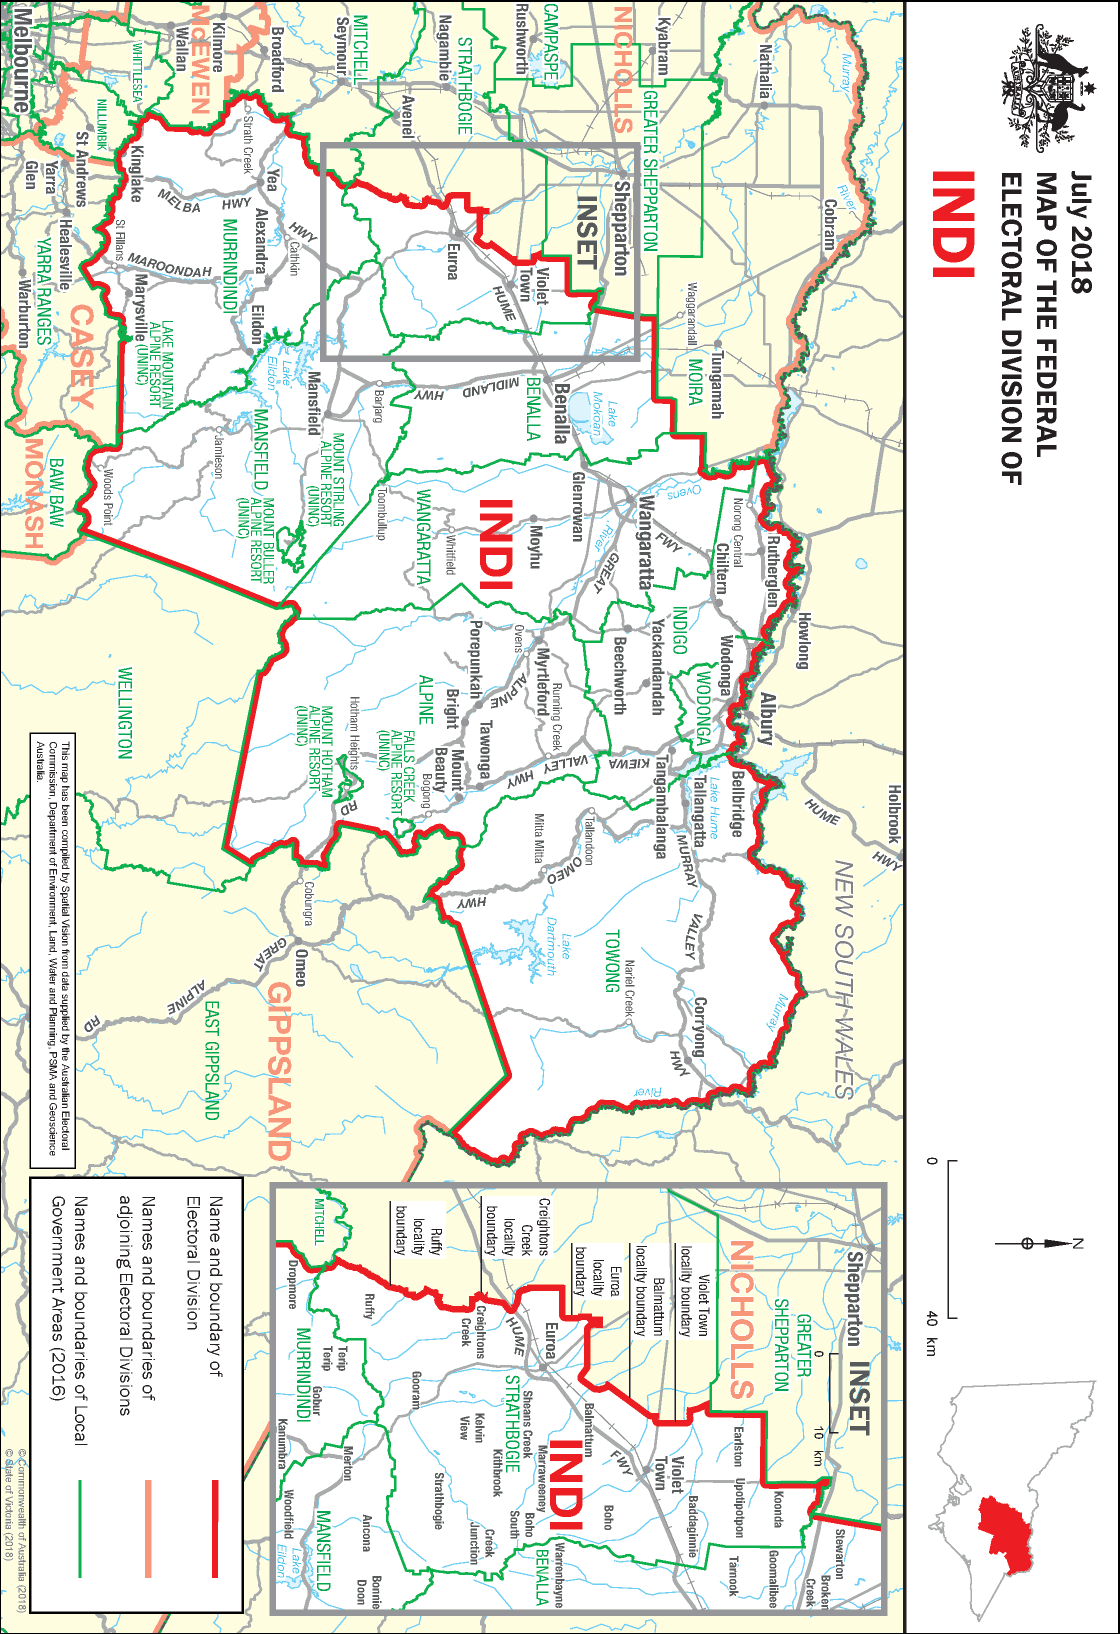 July 2018
MAP OF THE FEDERAL
ELECTORAL DIVISION OF
INDI
N
0
40 km
NEW SOUTH WALES
Holbrook
HUME
HWY
Nathalia
Murray
River
Cobram
Howlong
Albury
Kyabram
NICHOLLS
GREATER SHEPPARTON
Waggarandall
Tungamah
MOIRA
Norong Central
Rutherglen
Chiltern
Wodonga
WODONGA
Bellbridge
Lake Hume
Tallangatta
Tangambalanga
MURRAY
VALLEY
Corryong
HWY
Murray
River
Shepparton
INSET
CAMPASPE
Rushworth
STRATHBOGIE
Nagambie
Avenel
MITCHELL
Seymour
Violet
Town
HUME
Euroa
Lake
Mokoan
Benalla
BENALLA
MIDLAND
HWY
Ovens
River
Wangaratta
FWY
GREAT
Glenrowan
INDIGO
Yackandandah
Beechworth
KIEWA
VALLEY
HWY
TOWONG
Nariel Creek
Lake
Dartmouth
Tallandoon
Mitta Mitta
OMEO
HWY
INDI
Moyhu
Whitfield
WANGARATTA
Toombullup
Barjarg
Ovens
Myrtleford
Running Creek
Porepunkah
ALPINE
Bright
Tawonga
Mount
Beauty
Bogong
ALPINE
FALLS CREEK
ALPINE RESORT
(UNINC)
Hotham Heights
RD
MOUNT HOTHAM
ALPINE RESORT
(UNINC)
Broadford
Kilmore
Wallan
McEWEN
WHITTLESEA
NILLUMBIK
Melbourne
Strath Creek
Yea
Alexandra
HWY
Cathkin
MELBA
HWY
MURRINDINDI
Kinglake
St Fillans
MAROONDAH
Marysville
Eildon
Lake
Eildon
Mansfield
MANSFIELD
MOUNT STIRLING
ALPINE RESORT
(UNINC)
MOUNT BULLER
ALPINE RESORT
(UNINC)
Jamieson
LAKE MOUNTAIN
ALPINE RESORT
(UNINC)
Woods Point
St Andrews
Yarra
Glen
Healesville
YARRA RANGES
Warburton
CASEY
BAW BAW
MONASH
WELLINGTON
Cobungra
Omeo
GREAT
ALPINE
RD
GIPPSLAND
EAST GIPPSLAND
This map has been compiled by Spatial Vision from data supplied by the Australian Electoral
Commission, Department of Environment, Land, Water and Planning, PSMA and Geoscience
Australia.
Shepparton
INSET
0
10 km
GREATER
SHEPPARTON
NICHOLLS
Violet Town
locality boundary
Balmattum
locality boundary
Euroa
locality
boundary
Creightons
Creek
locality
boundary
Ruffy
locality
boundary
MITCHELL
Stewarton
Broken
Creek
Koonda
Goomalibee
Earlston
Upotipotpon
Tarnook
Violet
Town
Baddaginnie
Balmattum
FWY
Boho
Euroa
HUME
INDI
Warrenbayne
BENALLA
Sheans Creek
Marraweeney
Boho
South
STRATHBOGIE
Kithbrook
Kelvin
View
Creek
Junction
Creightons
Creek
Strathbogie
Gooram
Ruffy
Terip
Terip
Merton
Ancona
Bonnie
Doon
Gobur
MURRINDINDI
MANSFIELD
Dropmore
Kanumbra
Woodfield
Lake
Eildon
Name and boundary of
Electoral Division
Names and boundaries of
adjoining Electoral Divisions
Names and boundaries of Local
Government Areas (2016)
© Commonwealth of Australia (2018)
© State of Victoria (2018)